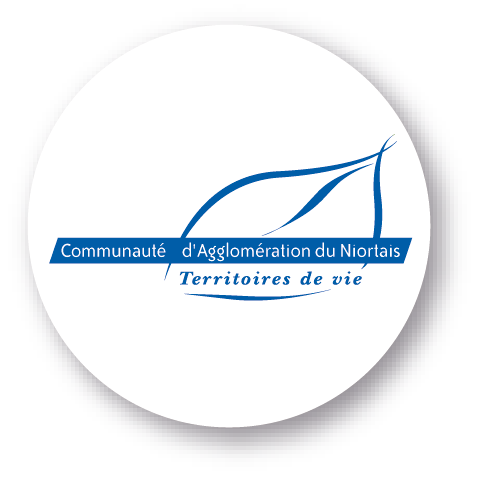 Communauté d'Agglomération du Niortais
Territoires de vie